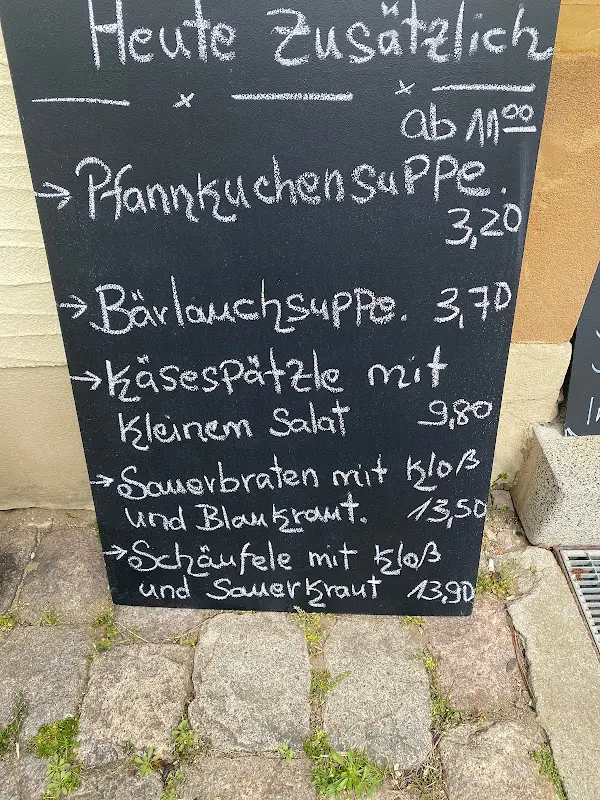 Heute Zusätzlich
ab 11⁰⁰
→ Pfannkuchensuppe.
3,20
→ Bärlauchsuppe. 3,70
→ Käsespätzle mit
kleinem Salat 9,80
→ Sauerbraten mit Kloß
und Blaukraut. 13,50
→ Schäufele mit Kloß
und Sauerkraut 13,90